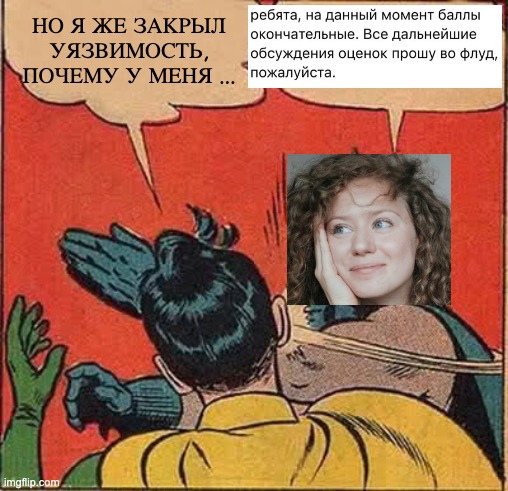 НО Я ЖЕ ЗАКРЫЛ
УЯЗВИМОСТЬ,
ПОЧЕМУ У МЕНЯ ...
ребята, на данный момент баллы
окончательные. Все дальнейшие
обсуждения оценок прошу во флуд,
пожалуйста.
imgflip.com